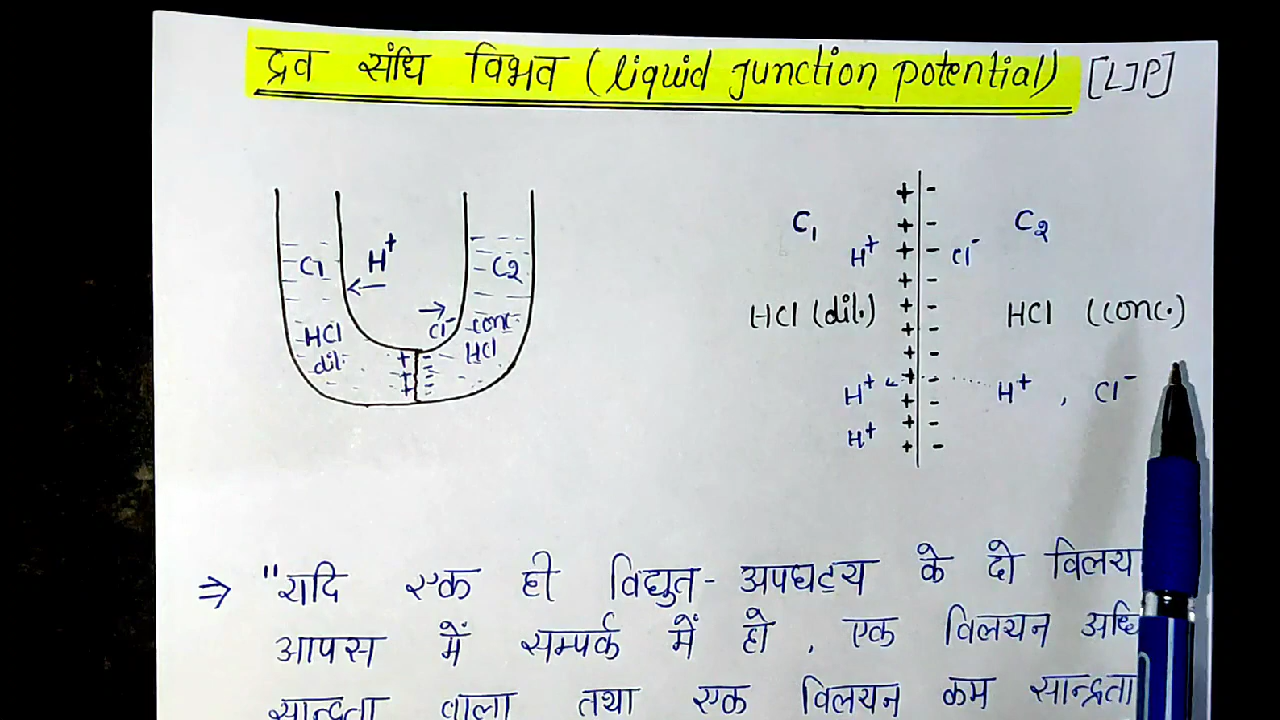 द्रव संधि विभव (liquid junction potential) [LJP]
C1 H+ C2
HCl dil. Cl- conc. HCl
C1 C2
H+ Cl-
HCl (dil.) HCl (conc.)
H+ H+ , Cl-
H+
⇒ "यदि एक ही विद्युत-अपघट्य के दो विलय
आपस में सम्पर्क में हो , एक विलयन अधि
सान्द्रता वाला तथा एक विलयन कम सान्द्रता